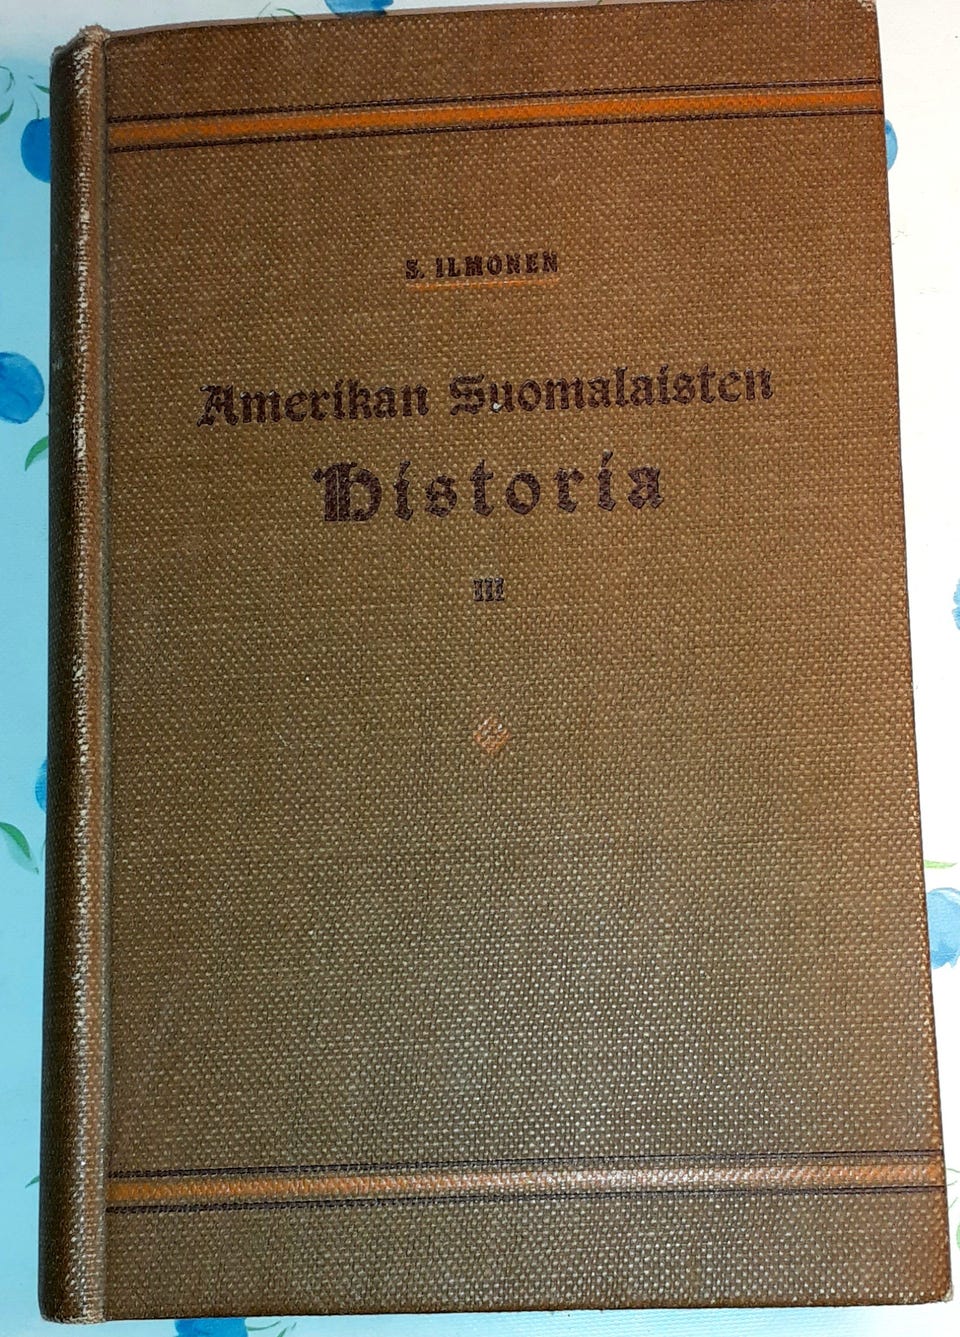 S. ILMONEN
Amerikan Suomalaisten
Historia
III